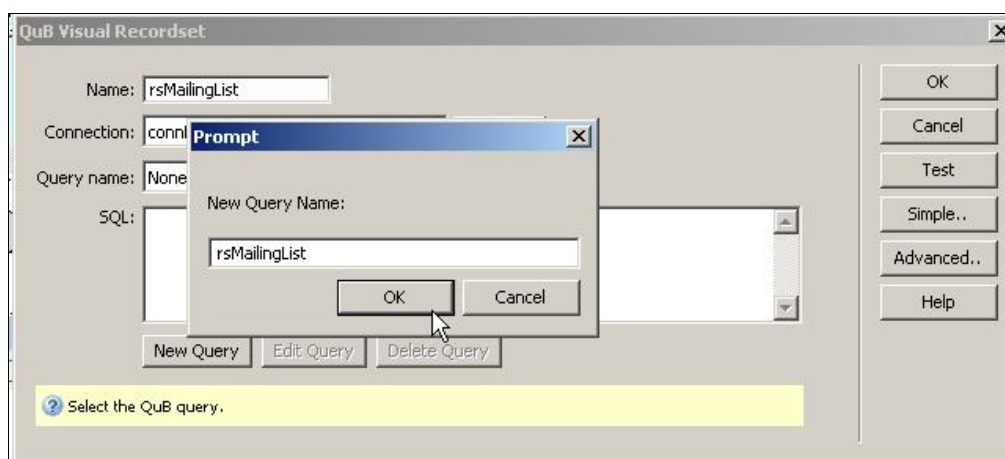 QuB Visual Recordset
Name: rsMailingList
Connection:
Query name: None
SQL:
Prompt
New Query Name:
rsMailingList
OK Cancel
New Query Edit Query Delete Query
Select the QuB query.
OK
Cancel
Test
Simple..
Advanced..
Help